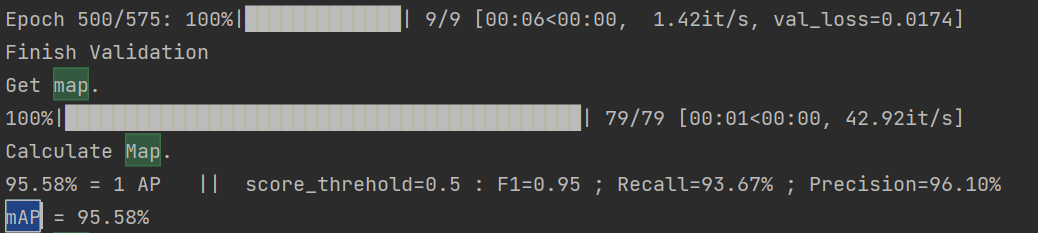 Epoch 500/575: 100%|██████████| 9/9 [00:06<00:00,  1.42it/s, val_loss=0.0174]
Finish Validation
Get map.
100%|██████████| 79/79 [00:01<00:00, 42.92it/s]
Calculate Map.
95.58% = 1 AP   ||  score_threhold=0.5 : F1=0.95 ; Recall=93.67% ; Precision=96.10%
mAP = 95.58%